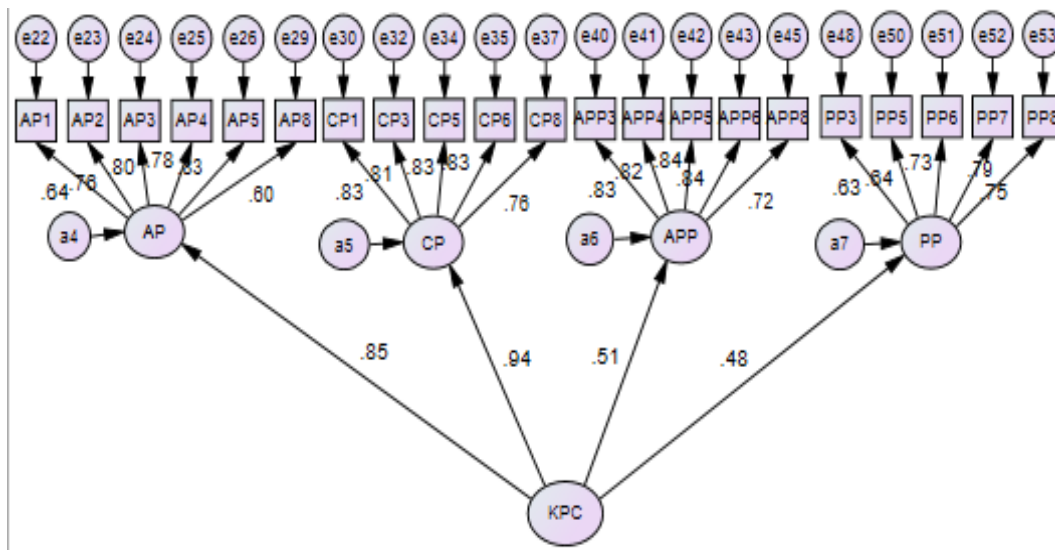 e22 e23 e24 e25 e26 e29 e30 e32 e34 e35 e37 e40 e41 e42 e43 e45 e48 e50 e51 e52 e53
AP1 AP2 AP3 AP4 AP5 AP8 CP1 CP3 CP5 CP6 CP8 APP3 APP4 APP5 APP6 APP8 PP3 PP5 PP6 PP7 PP8
.64 .76 .80 .78 .83 .60 .83 .81 .83 .83 .76 .83 .82 .84 .84 .72 .63 .64 .73 .79 .75
a4 AP a5 CP a6 APP a7 PP
.85 .94 .51 .48
KPC